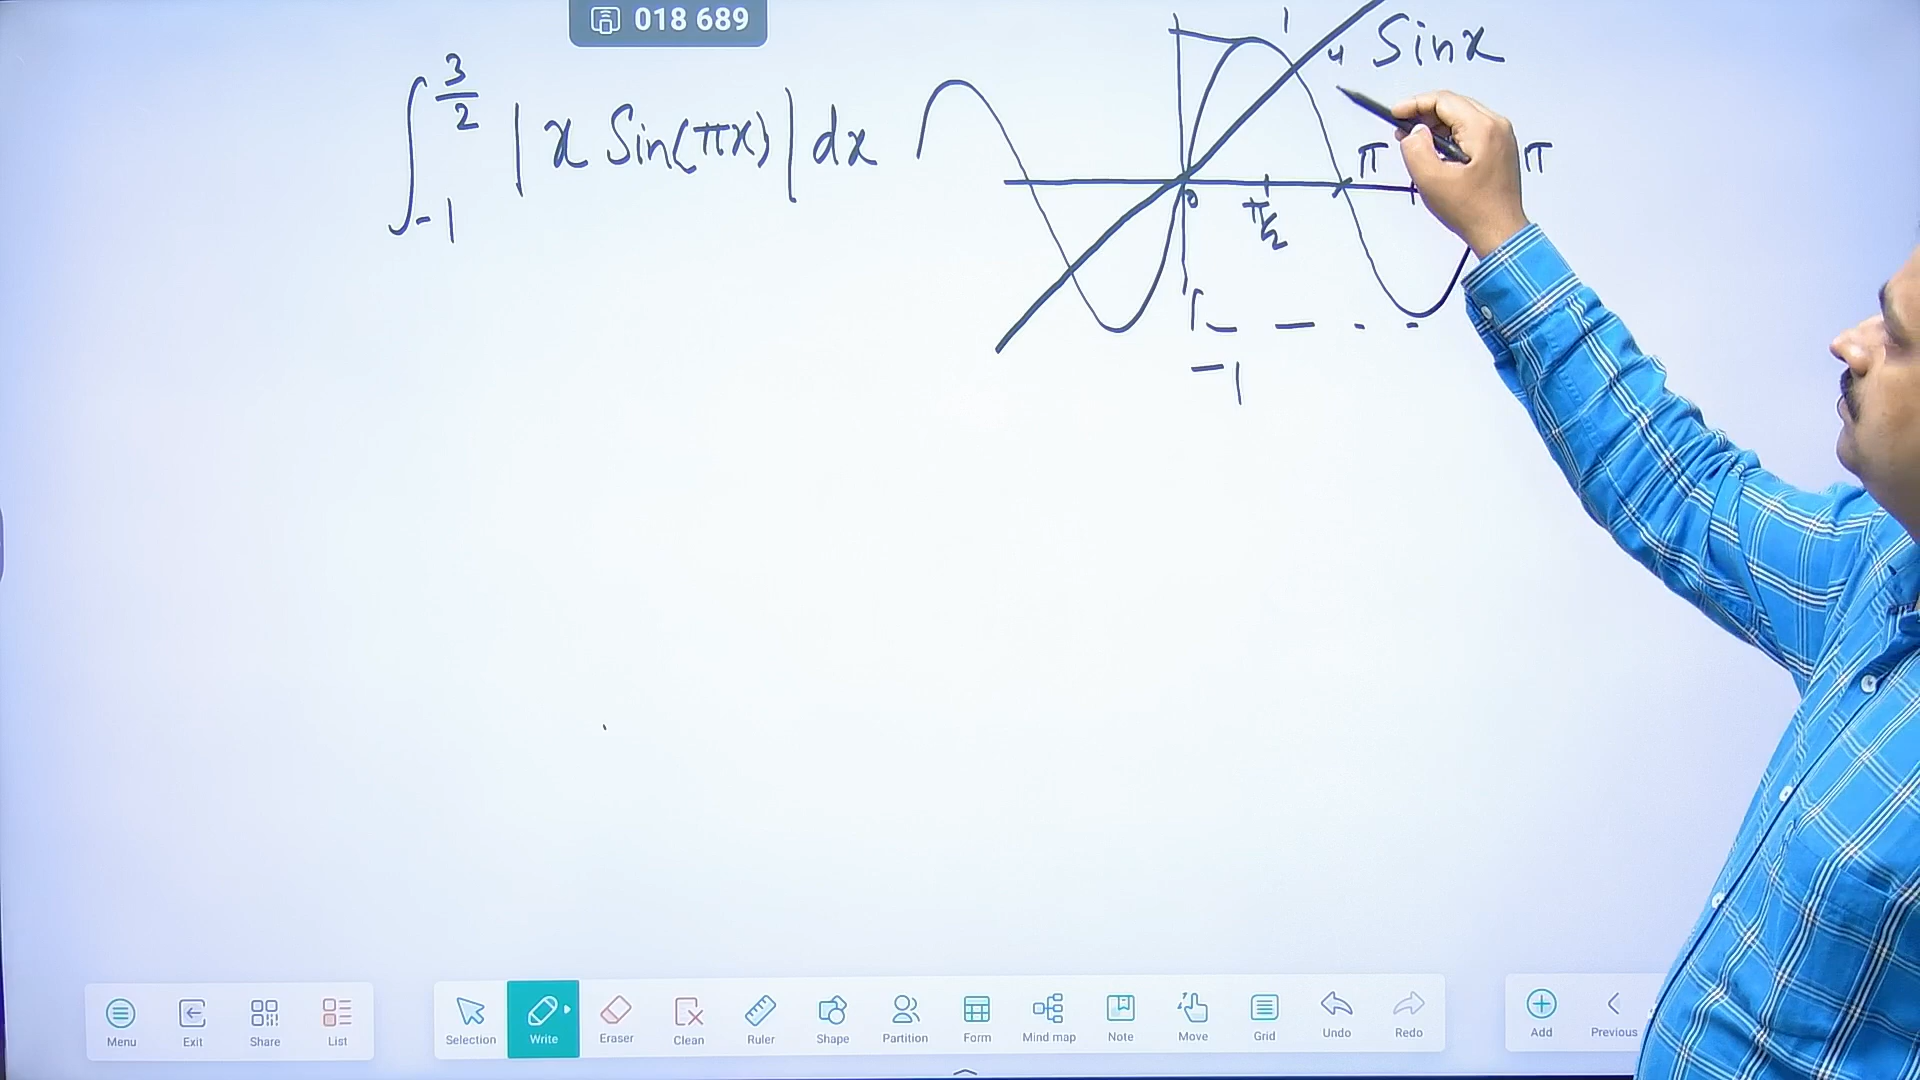 018 689
∫_{-1}^{3/2} | x Sin(πx) | dx
1
Sinx
π
π
0
π/2
-1
Menu Exit Share List Selection Write Eraser Clean Ruler Shape Partition Form Mind map Note Move Grid Undo Redo Add Previous